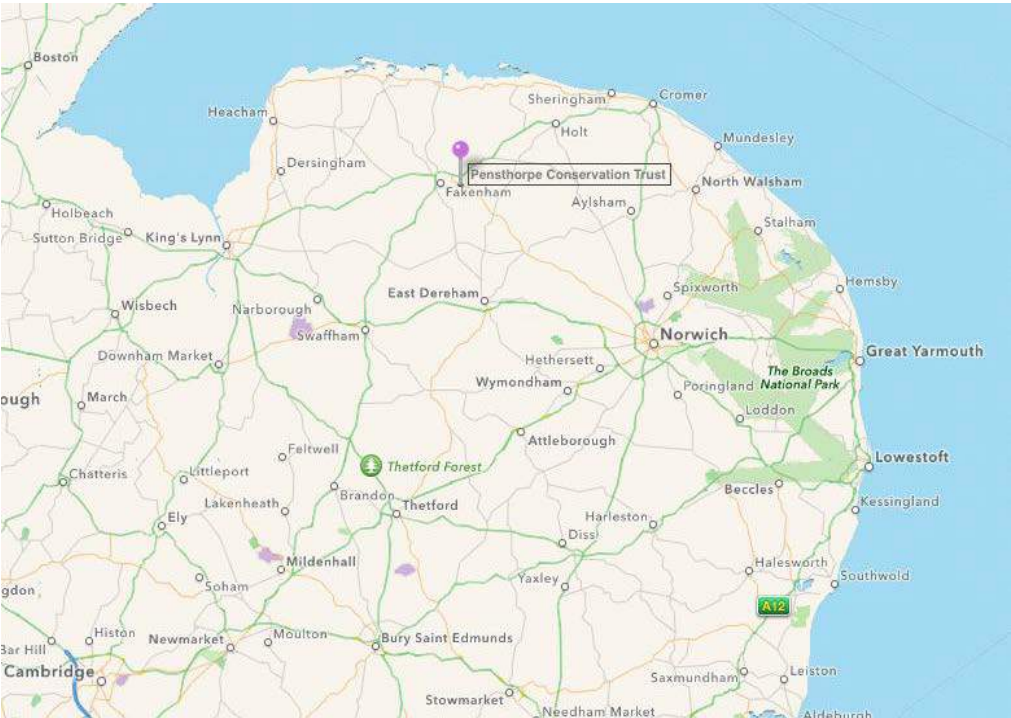 Boston
Sheringham
Cromer
Heacham
Holt
Mundesley
Dersingham
Pensthorpe Conservation Trust
Fakenham
North Walsham
Aylsham
Holbeach
Stalham
Sutton Bridge
King's Lynn
Hemsby
Spixworth
East Dereham
Wisbech
Narborough
Swaffham
Norwich
Great Yarmouth
Downham Market
Hethersett
The Broads
National Park
Wymondham
Poringland
March
ough
Loddon
Attleborough
Feltwell
Lowestoft
Thetford Forest
Chatteris
Littleport
Beccles
Brandon
Kessingland
Lakenheath
Thetford
Ely
Harleston
Diss
Mildenhall
Halesworth
Southwold
Yaxley
Soham
gdon
A12
Histon
Newmarket
Moulton
Bury Saint Edmunds
Bar Hill
Cambridge
Saxmundham
Leiston
Stowmarket
Needham Market
Aldeburgh